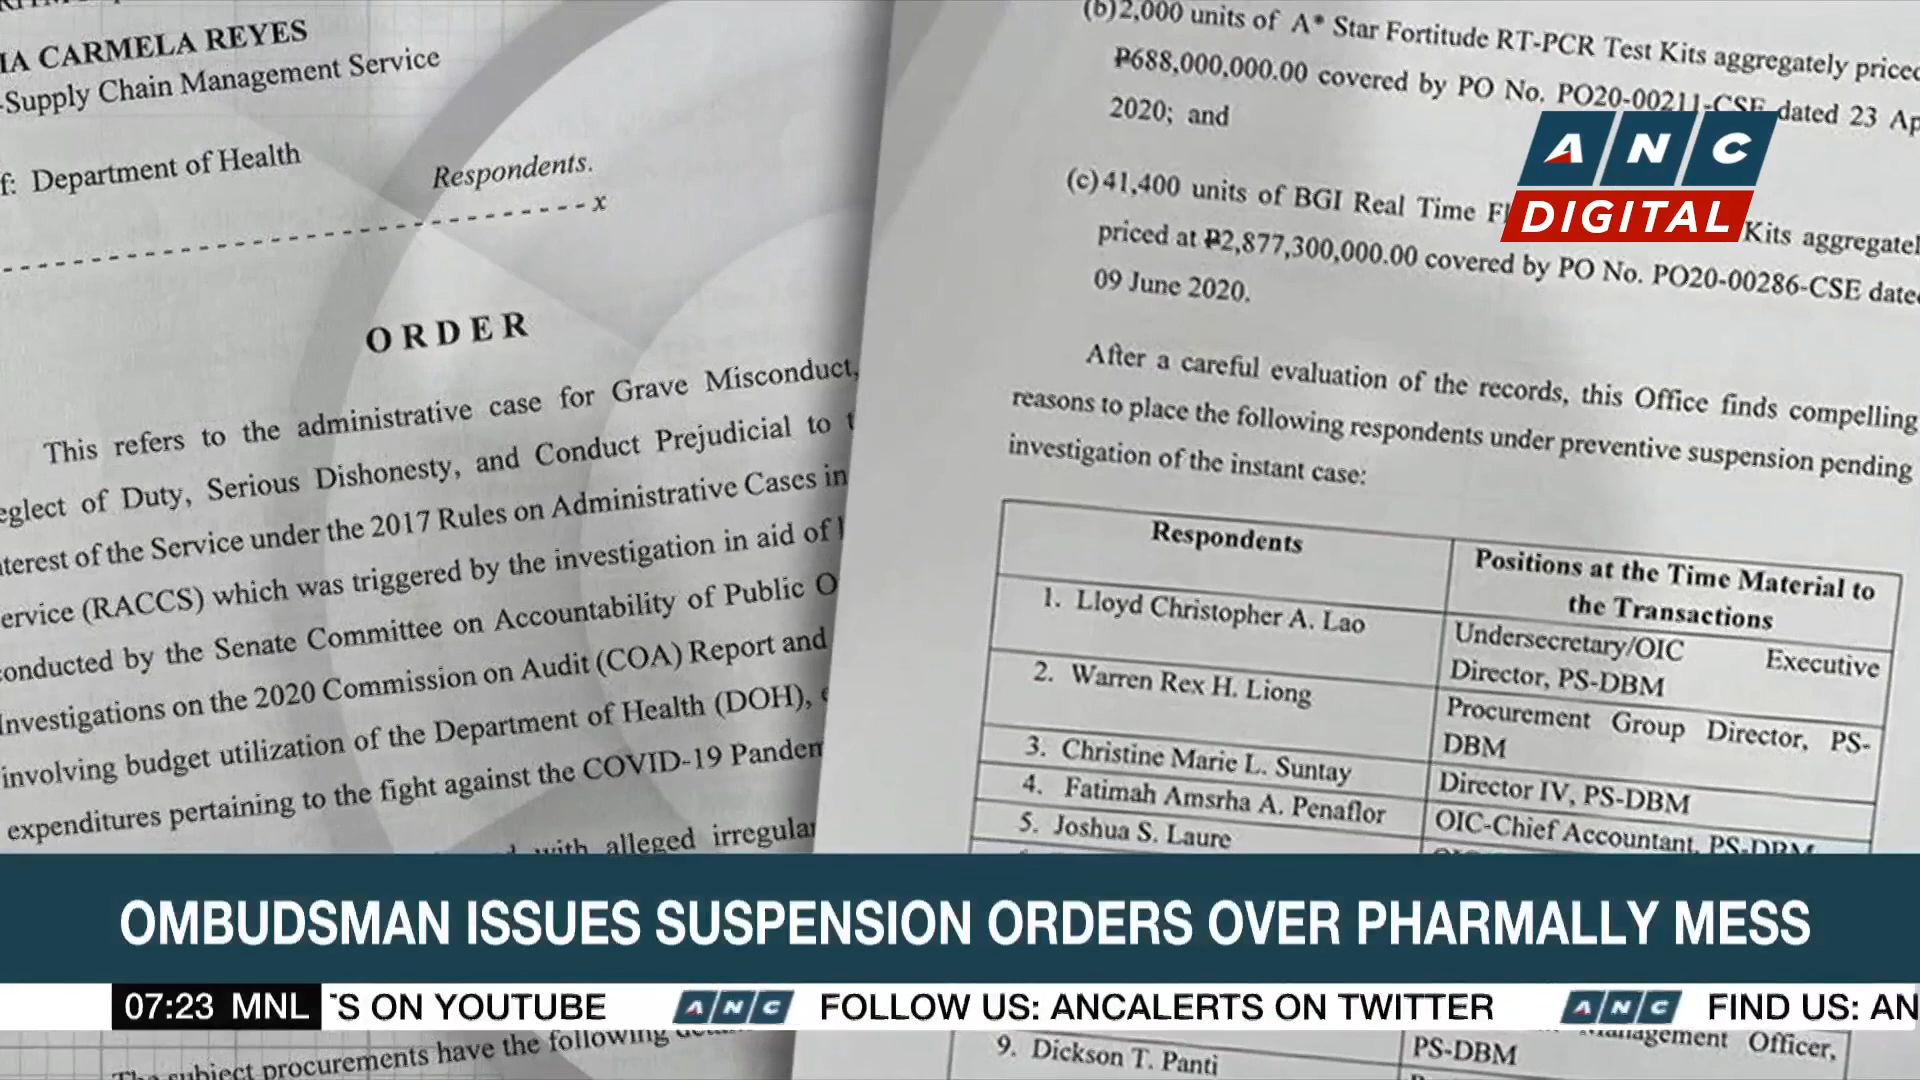 IA CARMELA REYES
-Supply Chain Management Service
f: Department of Health
Respondents.
---------------------------------x
ORDER
This refers to the administrative case for Grave Misconduct,
eglect of Duty, Serious Dishonesty, and Conduct Prejudicial to t
nterest of the Service under the 2017 Rules on Administrative Cases in
ervice (RACCS) which was triggered by the investigation in aid of
conducted by the Senate Committee on Accountability of Public O
Investigations on the 2020 Commission on Audit (COA) Report and
involving budget utilization of the Department of Health (DOH),
expenditures pertaining to the fight against the COVID-19 Pandem
with alleged irregular
subject procurements have the following
(b) 2,000 units of A* Star Fortitude RT-PCR Test Kits aggregately priced
₱688,000,000.00 covered by PO No. PO20-00211-CSE dated 23 Ap
2020; and
(c) 41,400 units of BGI Real Time Fl Kits aggregatel
priced at ₱2,877,300,000.00 covered by PO No. PO20-00286-CSE date
09 June 2020.
After a careful evaluation of the records, this Office finds compelling
reasons to place the following respondents under preventive suspension pending
investigation of the instant case:
Respondents
Positions at the Time Material to
the Transactions
1. Lloyd Christopher A. Lao
Undersecretary/OIC Executive
Director, PS-DBM
2. Warren Rex H. Liong
Procurement Group Director, PS-
DBM
3. Christine Marie L. Suntay
Director IV, PS-DBM
4. Fatimah Amsrha A. Penaflor
OIC-Chief Accountant, PS-DBM
5. Joshua S. Laure
Management Officer,
PS-DBM
9. Dickson T. Panti
ANC
DIGITAL
OMBUDSMAN ISSUES SUSPENSION ORDERS OVER PHARMALLY MESS
07:23 MNL 'S ON YOUTUBE ANC FOLLOW US: ANCALERTS ON TWITTER ANC FIND US: AN